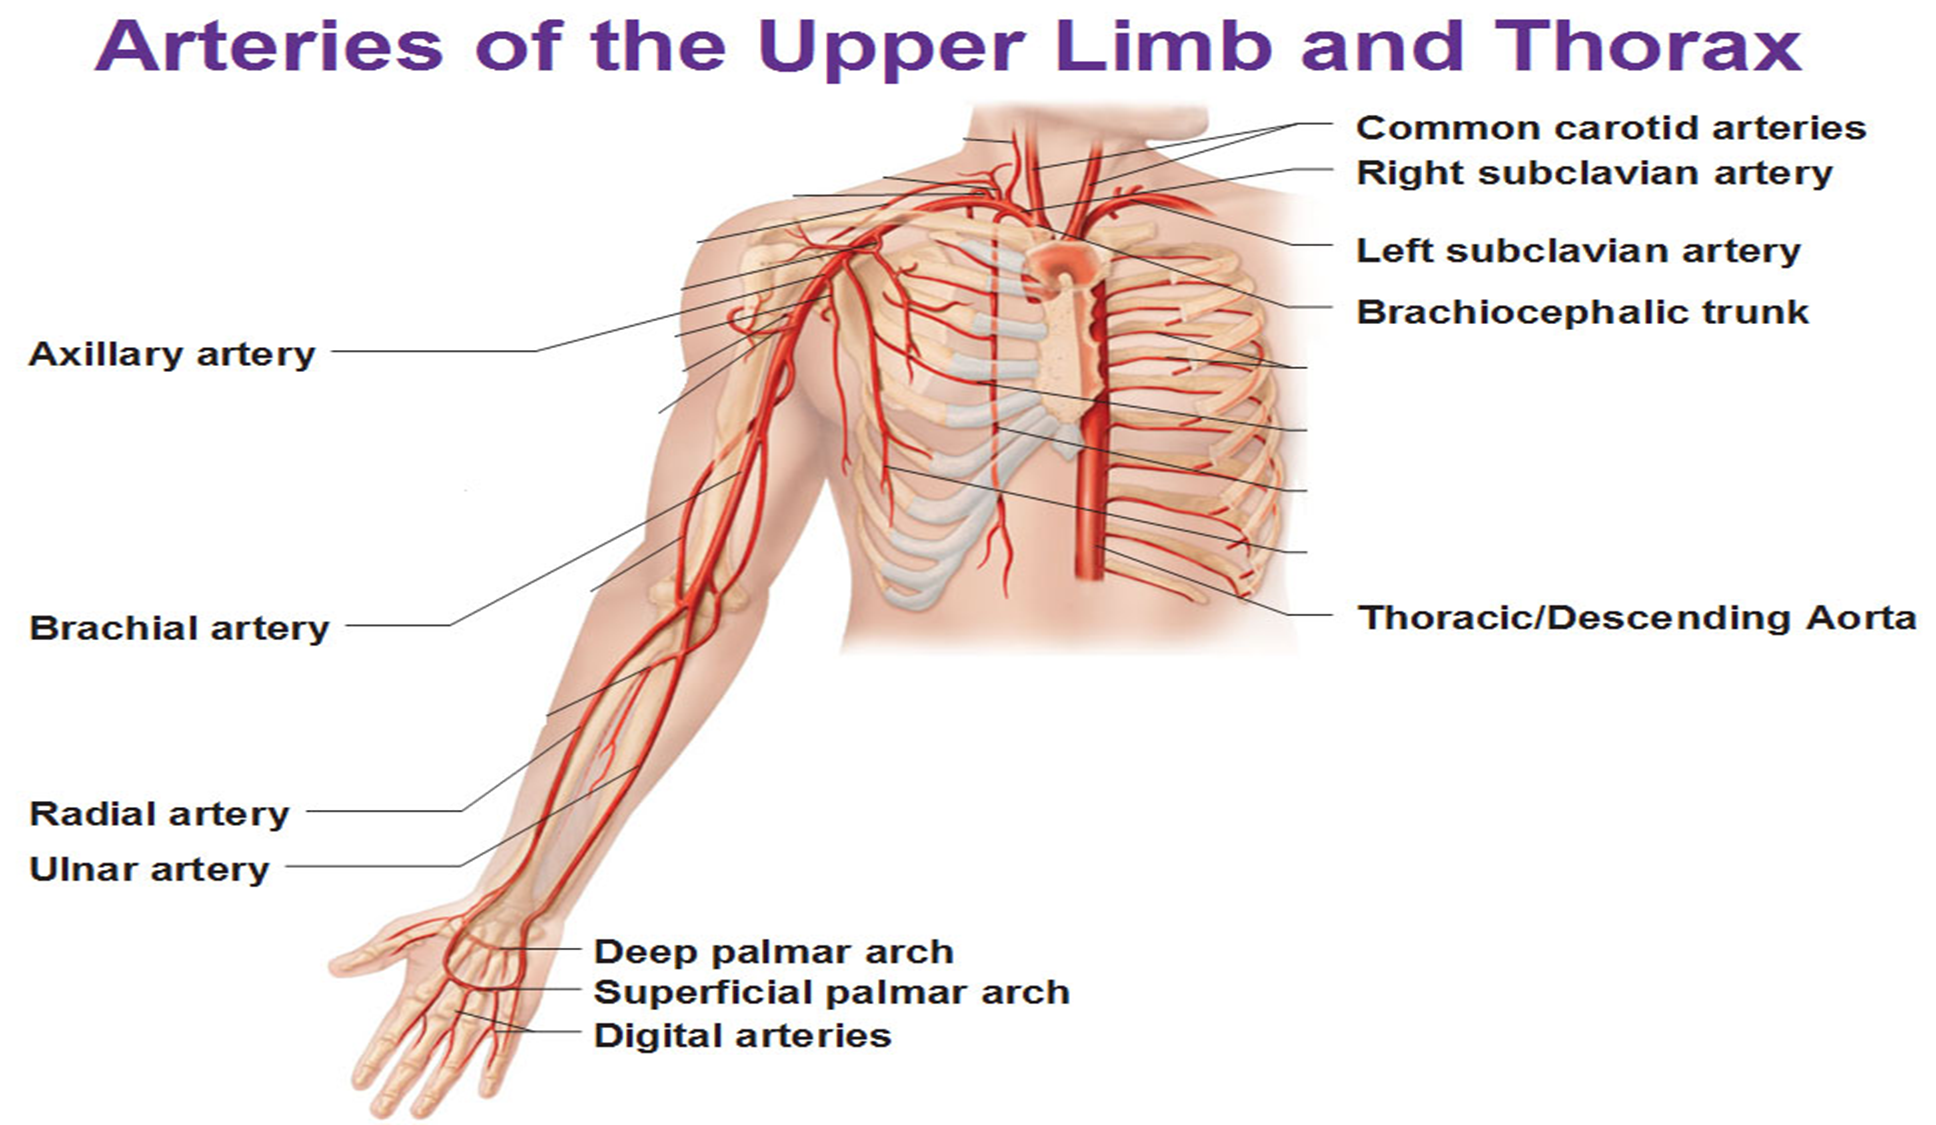 Arteries of the Upper Limb and Thorax
Common carotid arteries
Right subclavian artery
Left subclavian artery
Brachiocephalic trunk
Axillary artery
Brachial artery
Thoracic/Descending Aorta
Radial artery
Ulnar artery
Deep palmar arch
Superficial palmar arch
Digital arteries